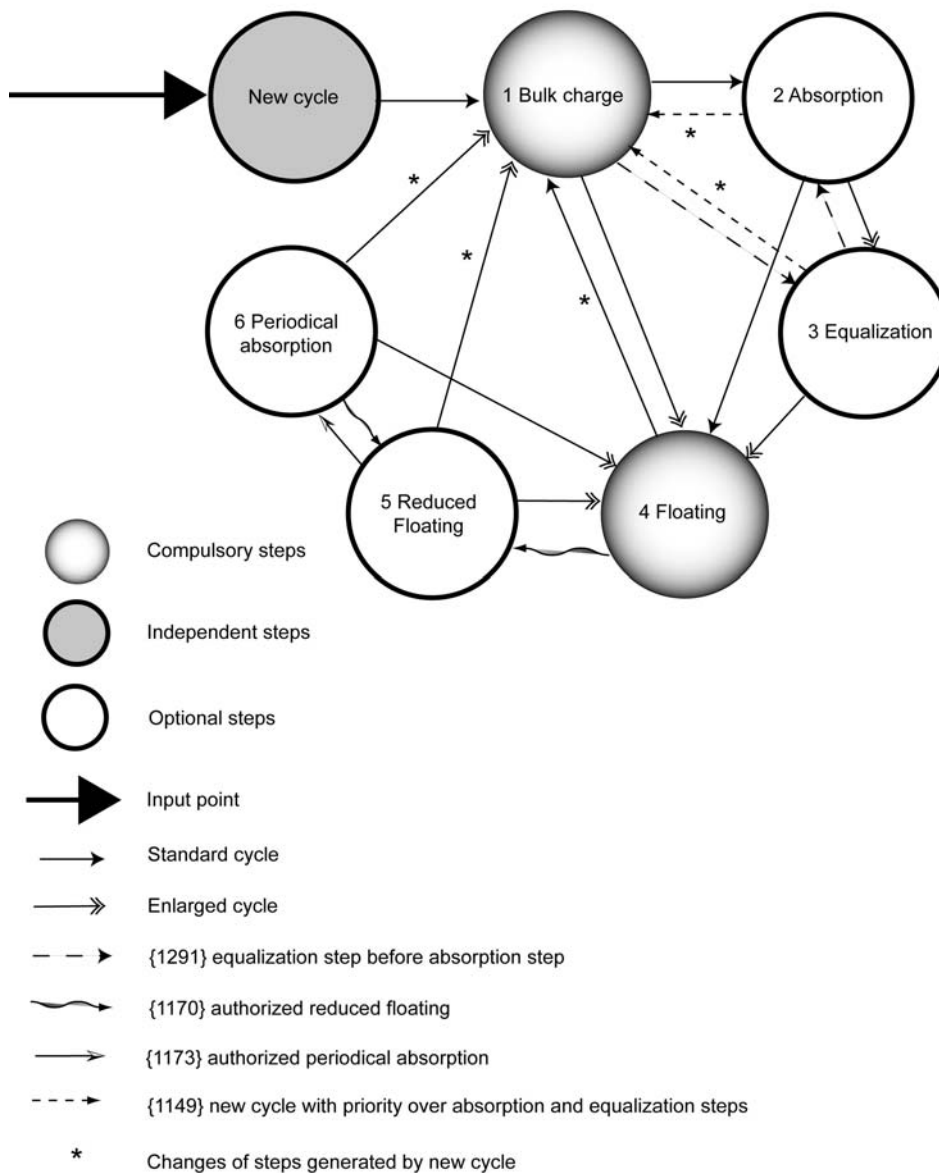 New cycle
1 Bulk charge
2 Absorption
*
*
*
*
*
6 Periodical
absorption
3 Equalization
5 Reduced
Floating
4 Floating
Compulsory steps
Independent steps
Optional steps
Input point
Standard cycle
Enlarged cycle
{1291} equalization step before absorption step
{1170} authorized reduced floating
{1173} authorized periodical absorption
{1149} new cycle with priority over absorption and equalization steps
* Changes of steps generated by new cycle